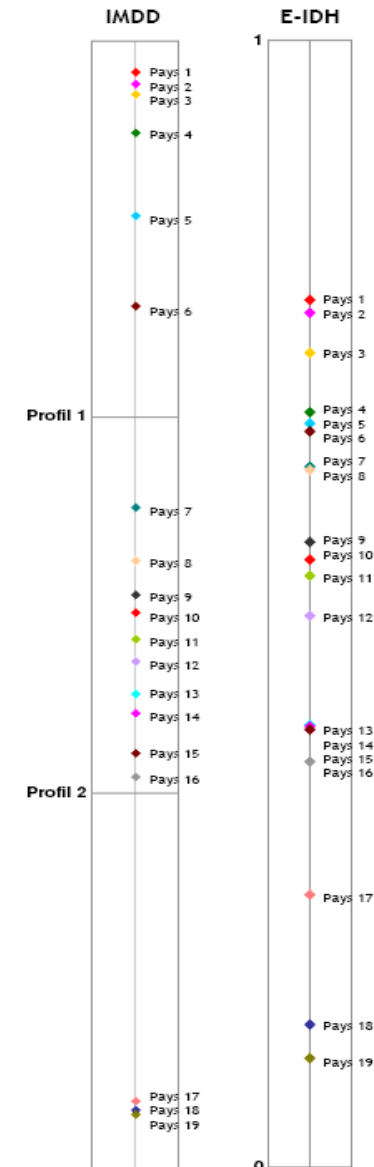 IMDD
Pays 1
Pays 2
Pays 3
Pays 4
Pays 5
Pays 6
Profil 1
Pays 7
Pays 8
Pays 9
Pays 10
Pays 11
Pays 12
Pays 13
Pays 14
Pays 15
Pays 16
Profil 2
Pays 17
Pays 18
Pays 19
E-IDH
1
Pays 1
Pays 2
Pays 3
Pays 4
Pays 5
Pays 6
Pays 7
Pays 8
Pays 9
Pays 10
Pays 11
Pays 12
Pays 13
Pays 14
Pays 15
Pays 16
Pays 17
Pays 18
Pays 19
0